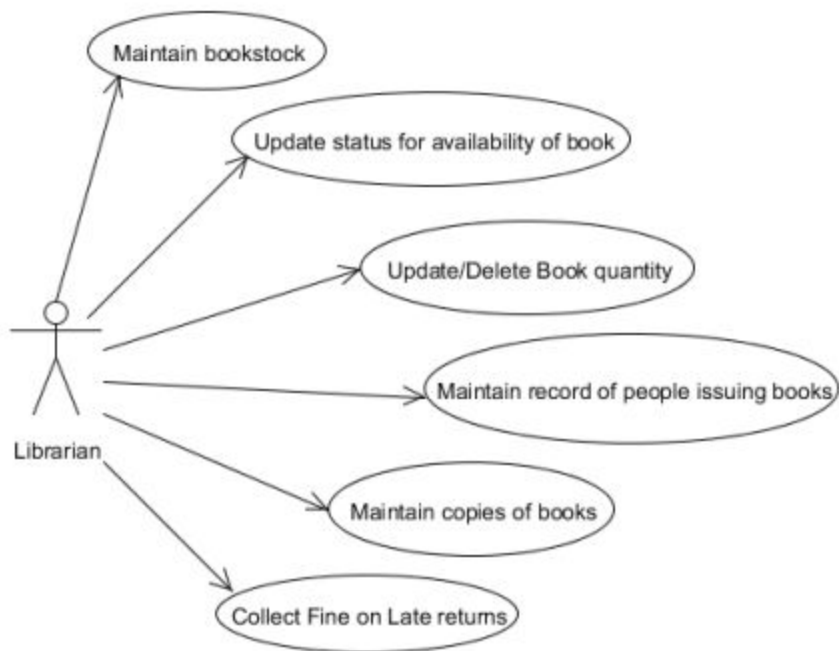 Maintain bookstock
Update status for availability of book
Update/Delete Book quantity
Maintain record of people issuing books
Librarian
Maintain copies of books
Collect Fine on Late returns